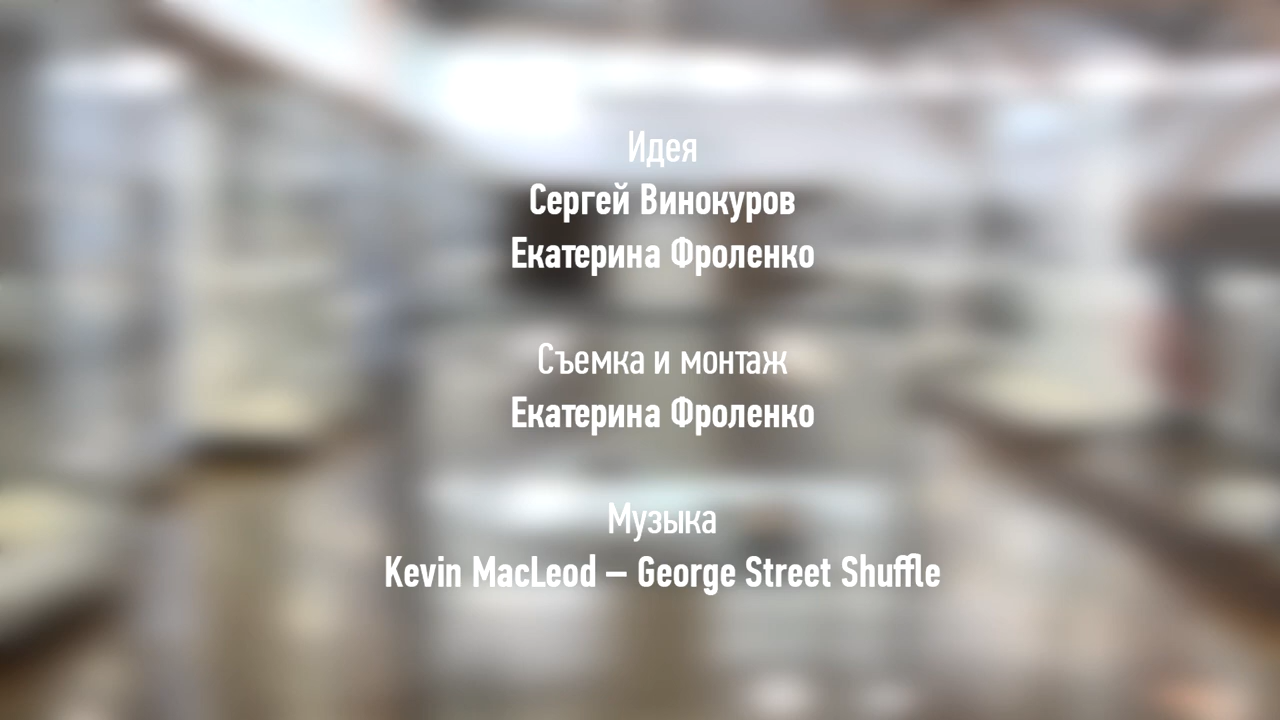 Идея
Сергей Винокуров
Екатерина Фроленко
Съемка и монтаж
Екатерина Фроленко
Музыка
Kevin MacLeod – George Street Shuffle